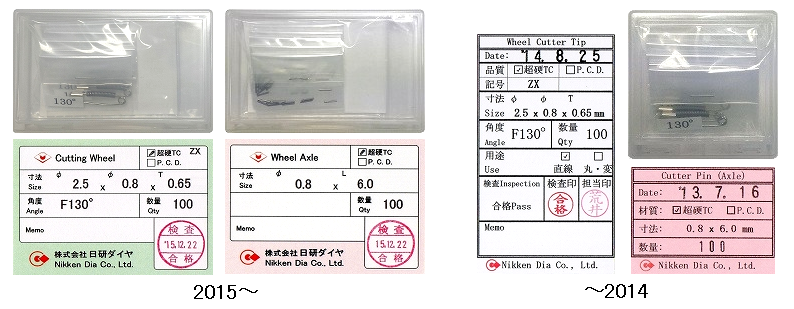 130°
Cutting Wheel
超硬TC ZX
P.C.D.
寸法 φ φ T
Size 2.5 x 0.8 x 0.65
角度 F130° 数量 100
Angle Qty
Memo
検査
'15.12.22
合格
株式会社 日研ダイヤ
Nikken Dia Co., Ltd.
Wheel Axle
超硬TC
P.C.D.
寸法 φ L
Size 0.8 x 6.0
数量 100
Qty
Memo
検査
'15.12.22
合格
株式会社 日研ダイヤ
Nikken Dia Co., Ltd.
2015～
Wheel Cutter Tip
Date: '14. 8. 25
品質 超硬TC P.C.D.
記号 ZX
寸法 φ φ T
Size 2.5 x 0.8 x 0.65 mm
角度 F130° 数量 100
Angle Qty
用途
Use 直線 丸・変
検査Inspection 検査印 担当印
合格Pass 合格 荒井
Memo
Nikken Dia Co., Ltd.
130°
Cutter Pin (Axle)
Date: '13. 7. 16
材質: 超硬TC P.C.D.
寸法: 0.8 x 6.0 mm
数量: 100
Nikken Dia Co., Ltd.
～2014